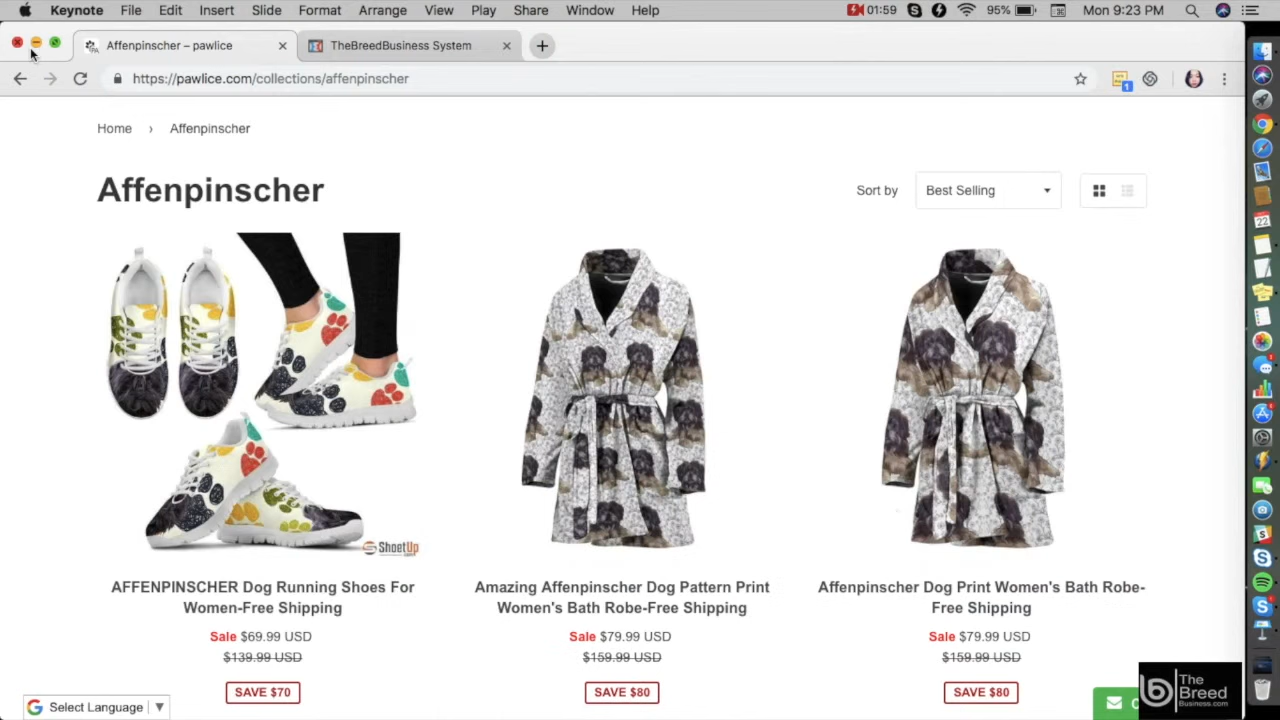 Keynote File Edit Insert Slide Format Arrange View Play Share Window Help 01:59 95% Mon 9:23 PM
Affenpinscher – pawlice
TheBreedBusiness System
https://pawlice.com/collections/affenpinscher
1
Home › Affenpinscher
Affenpinscher
Sort by Best Selling
22
ShoetUp
AFFENPINSCHER Dog Running Shoes For
Women-Free Shipping
Sale $69.99 USD
$139.99 USD
SAVE $70
Amazing Affenpinscher Dog Pattern Print
Women's Bath Robe-Free Shipping
Sale $79.99 USD
$159.99 USD
SAVE $80
Affenpinscher Dog Print Women's Bath Robe-
Free Shipping
Sale $79.99 USD
$159.99 USD
SAVE $80
G Select Language ▼
The
Breed
Business.com